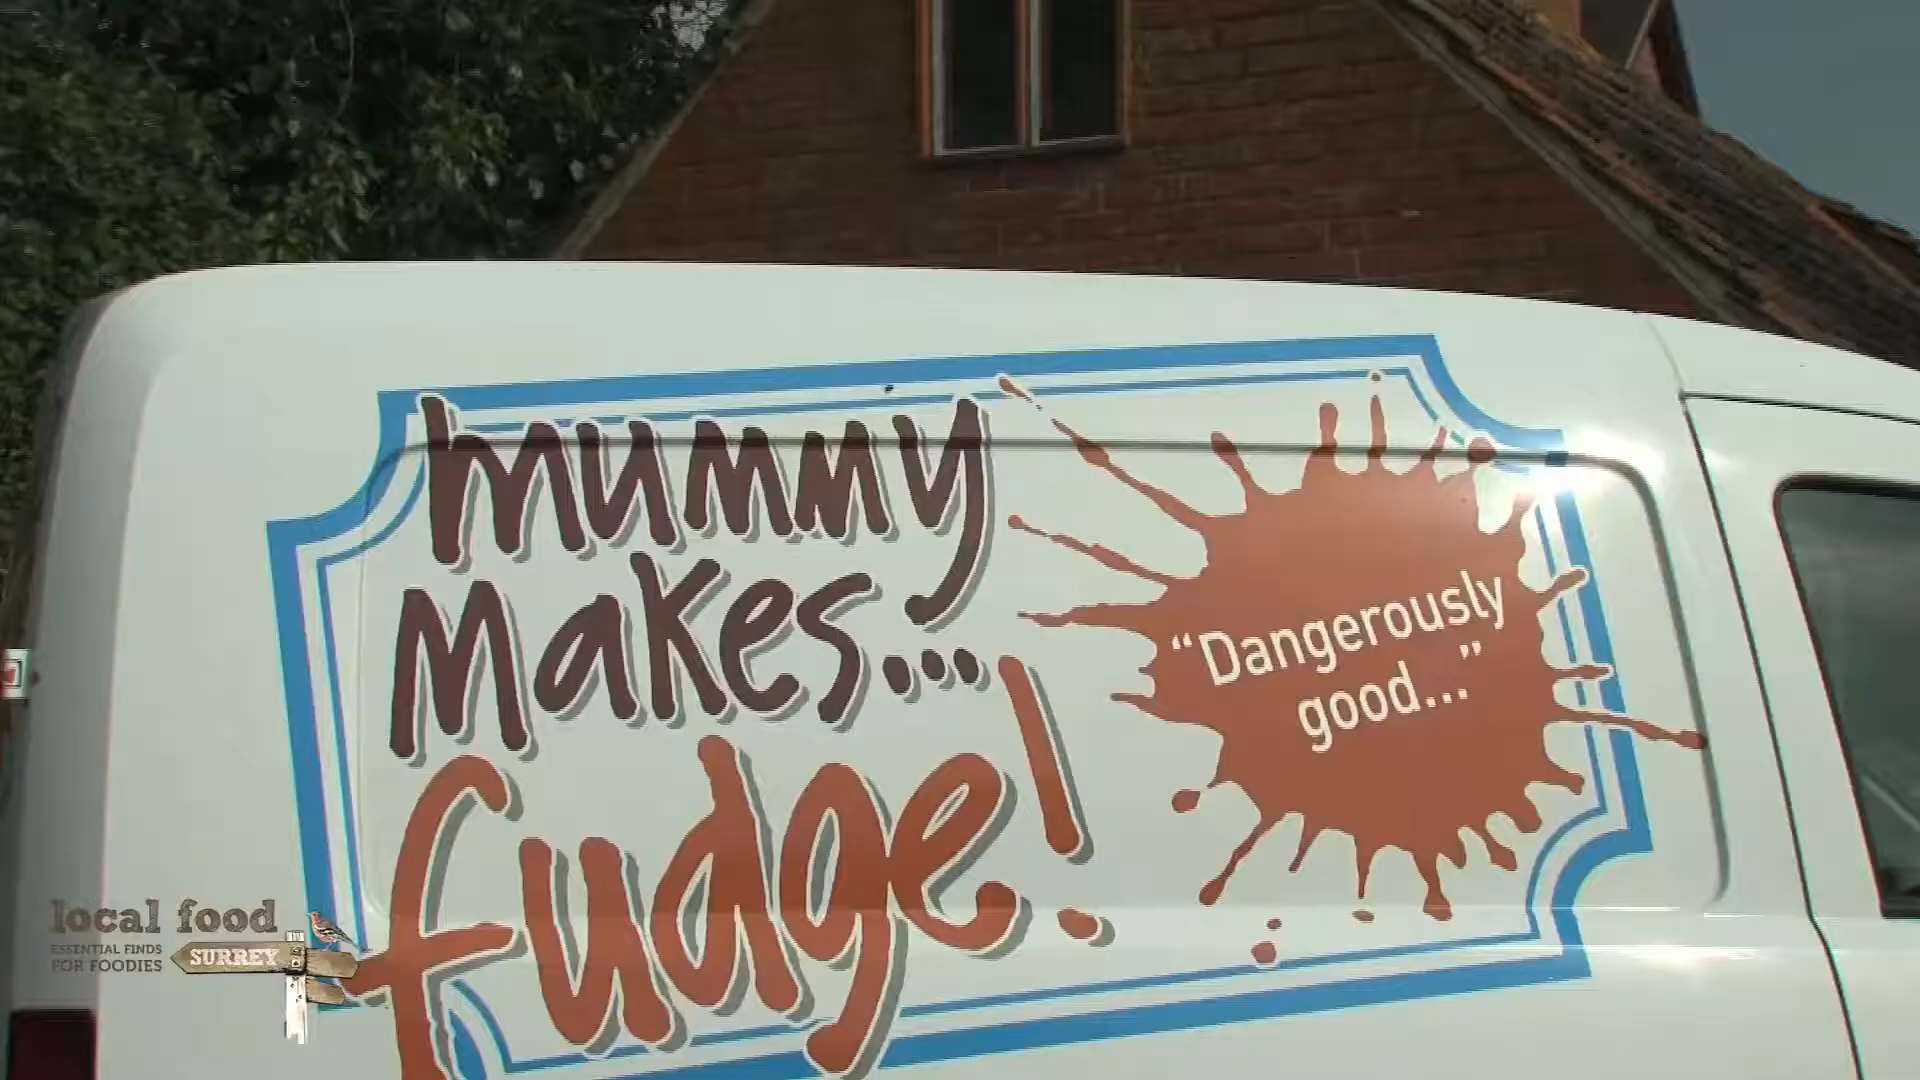 mummy
Makes...
fudge!
“Dangerously
good...”
local food
ESSENTIAL FINDS
FOR FOODIES
SURREY